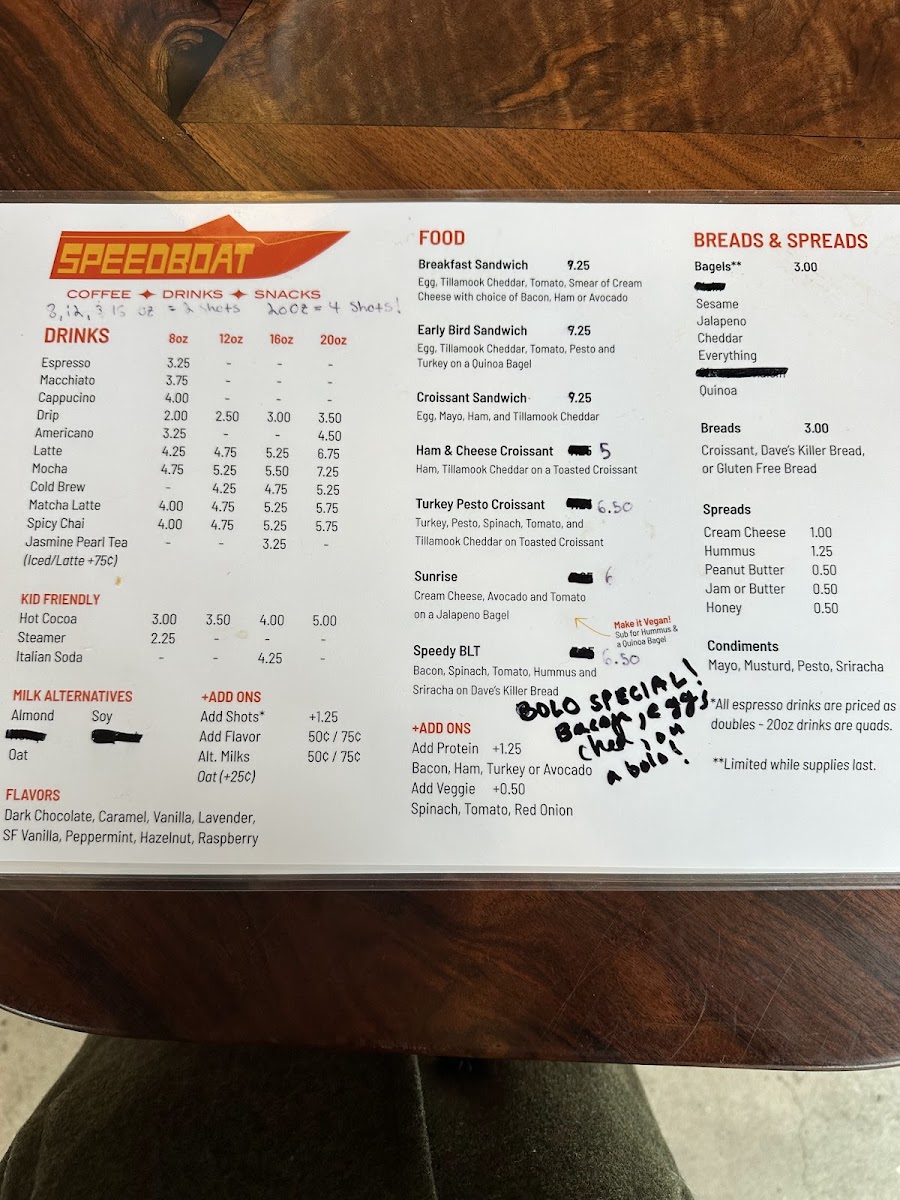 SPEEDBOAT
COFFEE ✦ DRINKS ✦ SNACKS
oz = 2 shots 20oz = 4 shots!
DRINKS 8oz 12oz 16oz 20oz
Espresso 3.25 - - -
Macchiato 3.75 - - -
Cappucino 4.00 - - -
Drip 2.00 2.50 3.00 3.50
Americano 3.25 - - 4.50
Latte 4.25 4.75 5.25 6.75
Mocha 4.75 5.25 5.50 7.25
Cold Brew - 4.25 4.75 5.25
Matcha Latte 4.00 4.75 5.25 5.75
Spicy Chai 4.00 4.75 5.25 5.75
Jasmine Pearl Tea - - 3.25 -
(Iced/Latte +75¢)
KID FRIENDLY
Hot Cocoa 3.00 3.50 4.00 5.00
Steamer 2.25 - - -
Italian Soda - - 4.25 -
MILK ALTERNATIVES
Almond Soy
Oat
+ADD ONS
Add Shots* +1.25
Add Flavor 50¢ / 75¢
Alt. Milks 50¢ / 75¢
Oat (+25¢)
FLAVORS
Dark Chocolate, Caramel, Vanilla, Lavender,
SF Vanilla, Peppermint, Hazelnut, Raspberry
FOOD
Breakfast Sandwich 9.25
Egg, Tillamook Cheddar, Tomato, Smear of Cream
Cheese with choice of Bacon, Ham or Avocado
Early Bird Sandwich 9.25
Egg, Tillamook Cheddar, Tomato, Pesto and
Turkey on a Quinoa Bagel
Croissant Sandwich 9.25
Egg, Mayo, Ham, and Tillamook Cheddar
Ham & Cheese Croissant 5
Ham, Tillamook Cheddar on a Toasted Croissant
Turkey Pesto Croissant 6.50
Turkey, Pesto, Spinach, Tomato, and
Tillamook Cheddar on Toasted Croissant
Sunrise 6
Cream Cheese, Avocado and Tomato
on a Jalapeno Bagel
Make it Vegan!
Sub for Hummus &
a Quinoa Bagel
Speedy BLT 6.50
Bacon, Spinach, Tomato, Hummus and
Sriracha on Dave's Killer Bread
BOLO SPECIAL!
Bacon, eggs,
on
a bolo!
+ADD ONS
Add Protein +1.25
Bacon, Ham, Turkey or Avocado
Add Veggie +0.50
Spinach, Tomato, Red Onion
BREADS & SPREADS
Bagels** 3.00
Sesame
Jalapeno
Cheddar
Everything
Quinoa
Breads 3.00
Croissant, Dave's Killer Bread,
or Gluten Free Bread
Spreads
Cream Cheese 1.00
Hummus 1.25
Peanut Butter 0.50
Jam or Butter 0.50
Honey 0.50
Condiments
Mayo, Musturd, Pesto, Sriracha
*All espresso drinks are priced as
doubles - 20oz drinks are quads.
**Limited while supplies last.